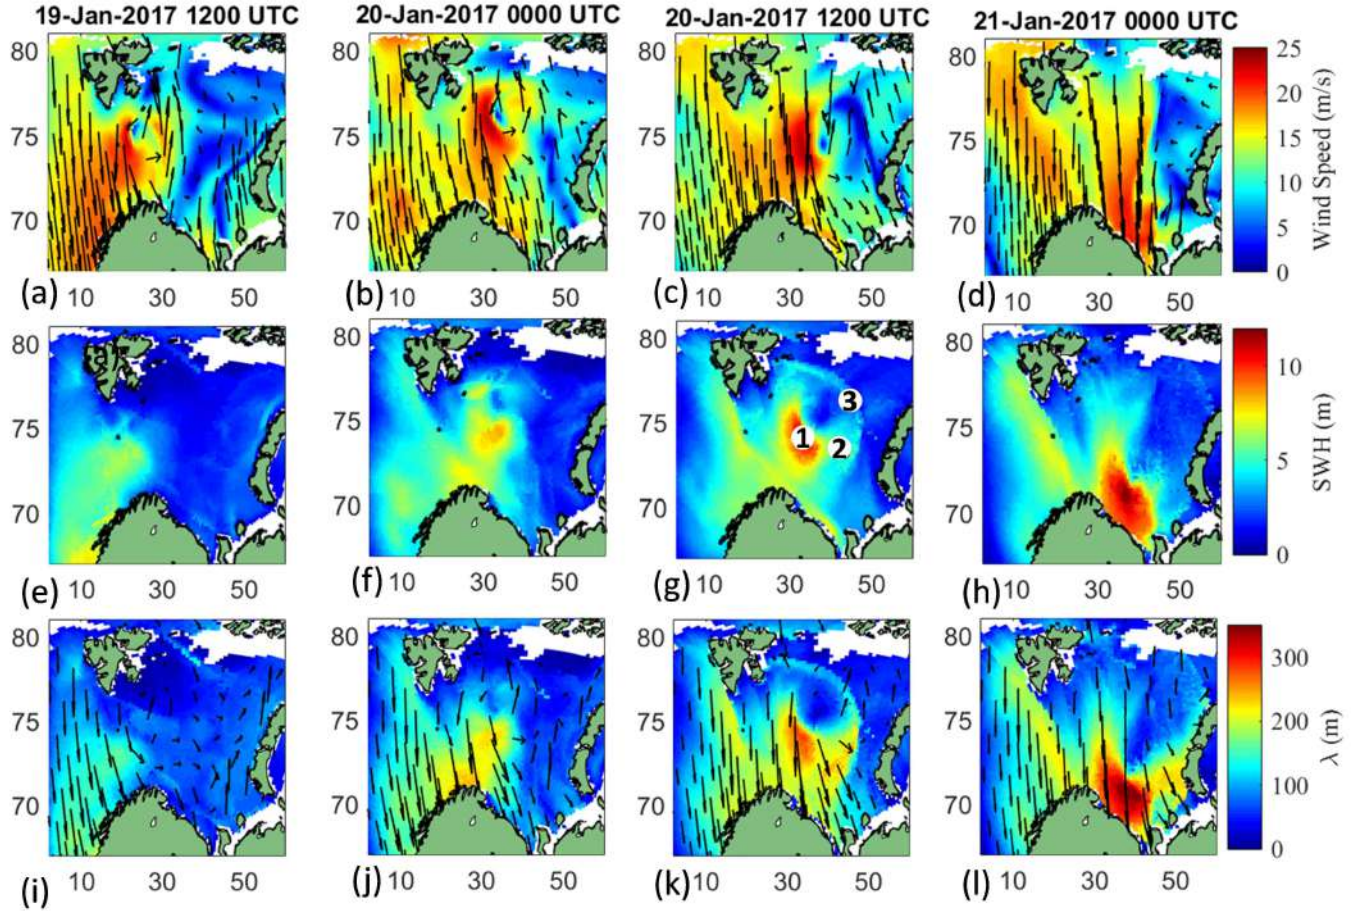 19-Jan-2017 1200 UTC 20-Jan-2017 0000 UTC 20-Jan-2017 1200 UTC 21-Jan-2017 0000 UTC
80 80 80 80 25
75 75 75 75 20
15
70 70 70 70 10
5
0
Wind Speed (m/s)
(a) 10 30 50 (b) 10 30 50 (c) 10 30 50 (d) 10 30 50
80 80 80 80
75 75 75 75 10
3
1
2
70 70 70 70 5
0
SWH (m)
(e) 10 30 50 (f) 10 30 50 (g) 10 30 50 (h) 10 30 50
80 80 80 80 300
75 75 75 75 200
70 70 70 70 100
0
λ (m)
(i) 10 30 50 (j) 10 30 50 (k) 10 30 50 (l) 10 30 50